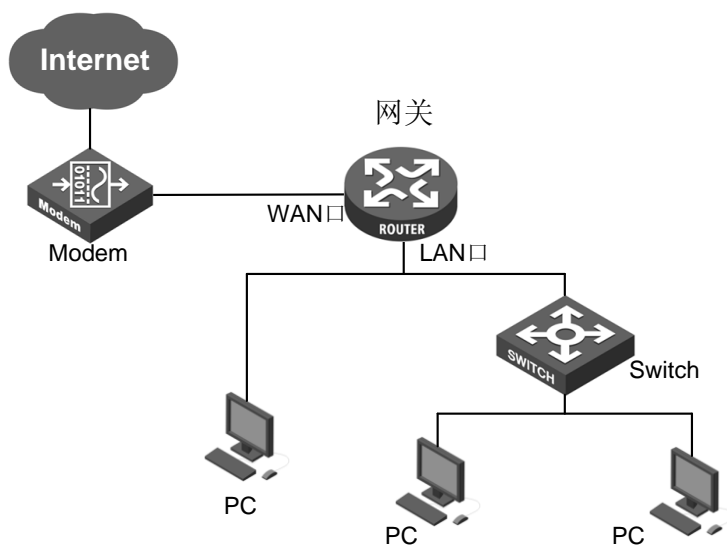 Internet
网关
01011
Modem
Modem
WAN口
ROUTER
LAN口
SWITCH
Switch
PC
PC
PC